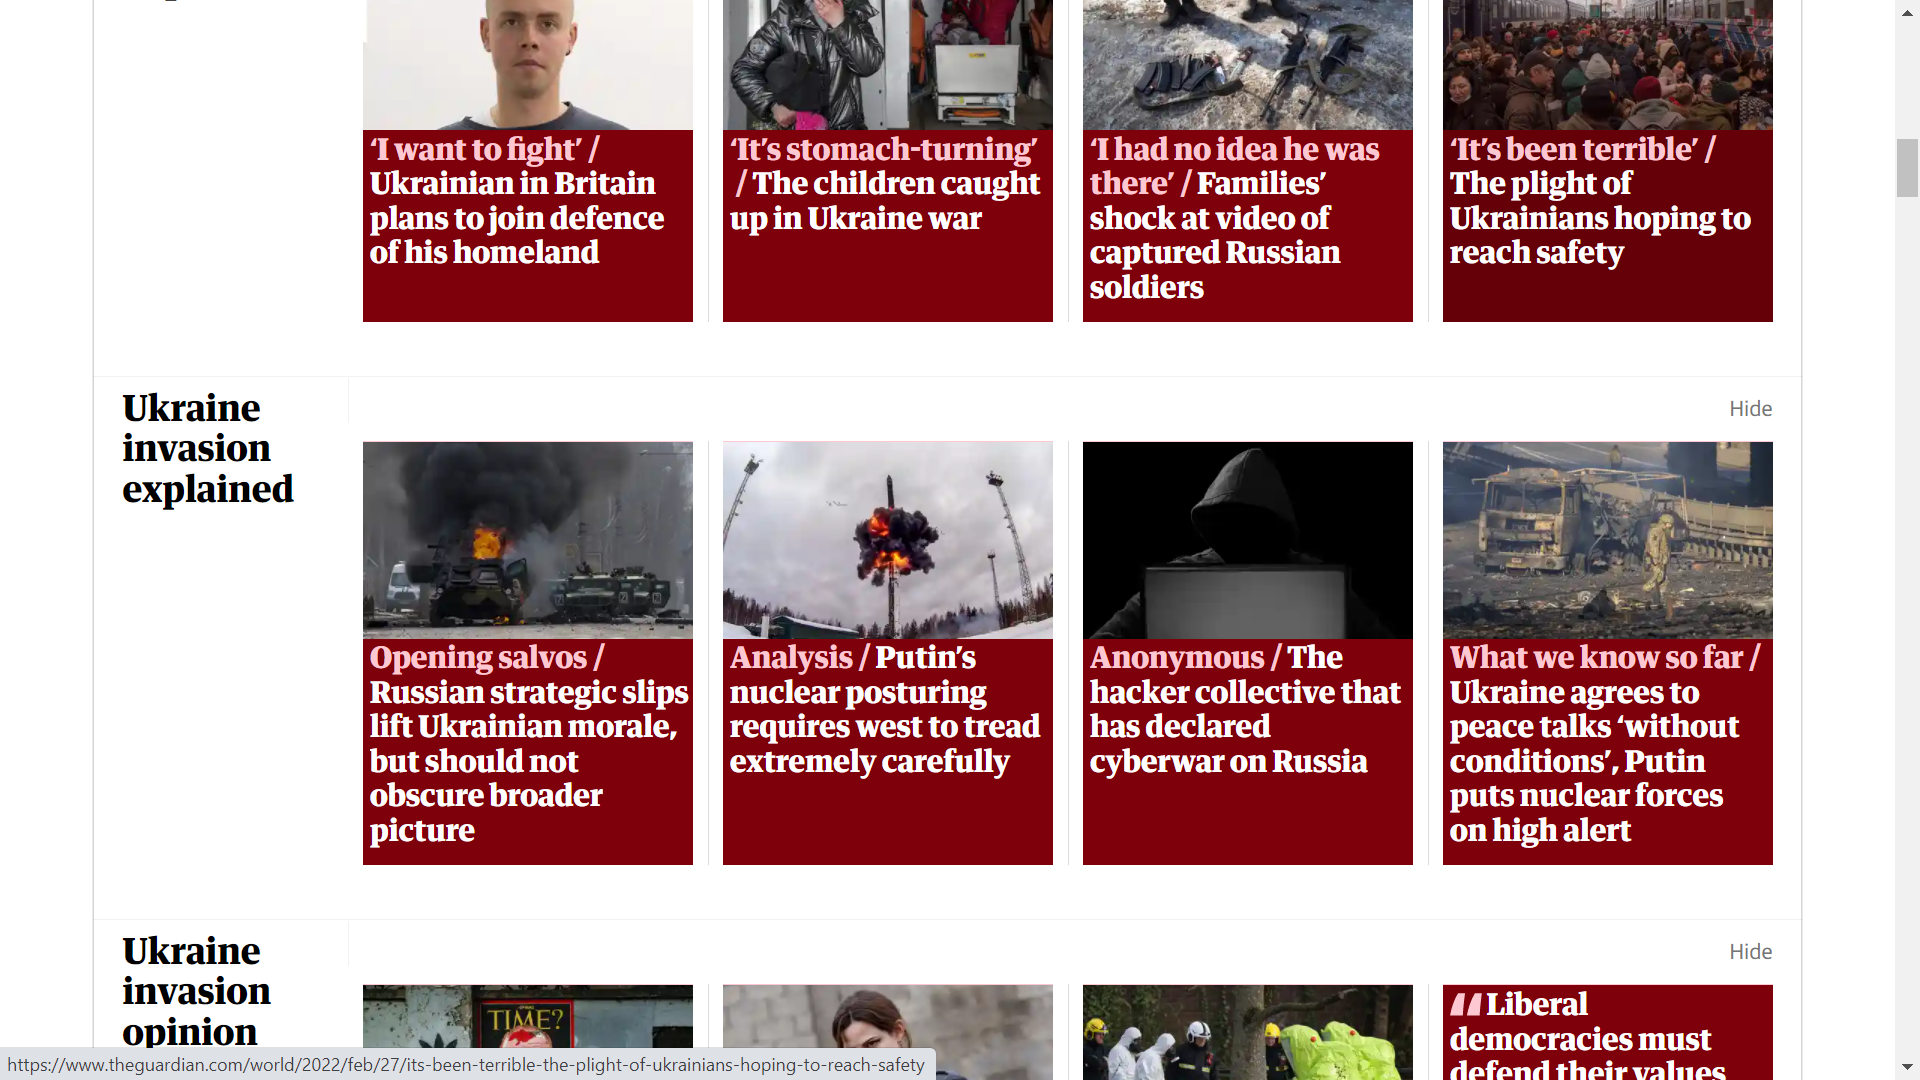 ‘I want to fight’ /
Ukrainian in Britain
plans to join defence
of his homeland
‘It’s stomach-turning’
/ The children caught
up in Ukraine war
‘I had no idea he was
there’ / Families’
shock at video of
captured Russian
soldiers
‘It’s been terrible’ /
The plight of
Ukrainians hoping to
reach safety
Ukraine
invasion
explained
Hide
Opening salvos /
Russian strategic slips
lift Ukrainian morale,
but should not
obscure broader
picture
Analysis / Putin’s
nuclear posturing
requires west to tread
extremely carefully
Anonymous / The
hacker collective that
has declared
cyberwar on Russia
What we know so far /
Ukraine agrees to
peace talks ‘without
conditions’, Putin
puts nuclear forces
on high alert
Ukraine
invasion
opinion
Hide
TIME?
“Liberal
democracies must
defend their values
https://www.theguardian.com/world/2022/feb/27/its-been-terrible-the-plight-of-ukrainians-hoping-to-reach-safety